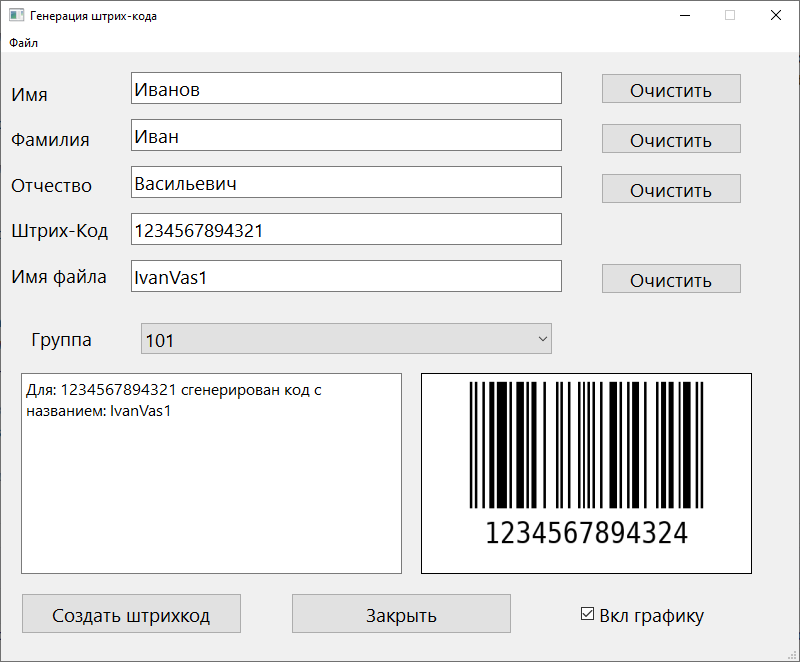 Генерация штрих-кода
Файл
Имя
Иванов
Очистить
Фамилия
Иван
Очистить
Отчество
Васильевич
Очистить
Штрих-Код
1234567894321
Имя файла
IvanVas1
Очистить
Группа
101
Для: 1234567894321 сгенерирован код с
названием: IvanVas1
1234567894324
Создать штрихкод
Закрыть
Вкл графику